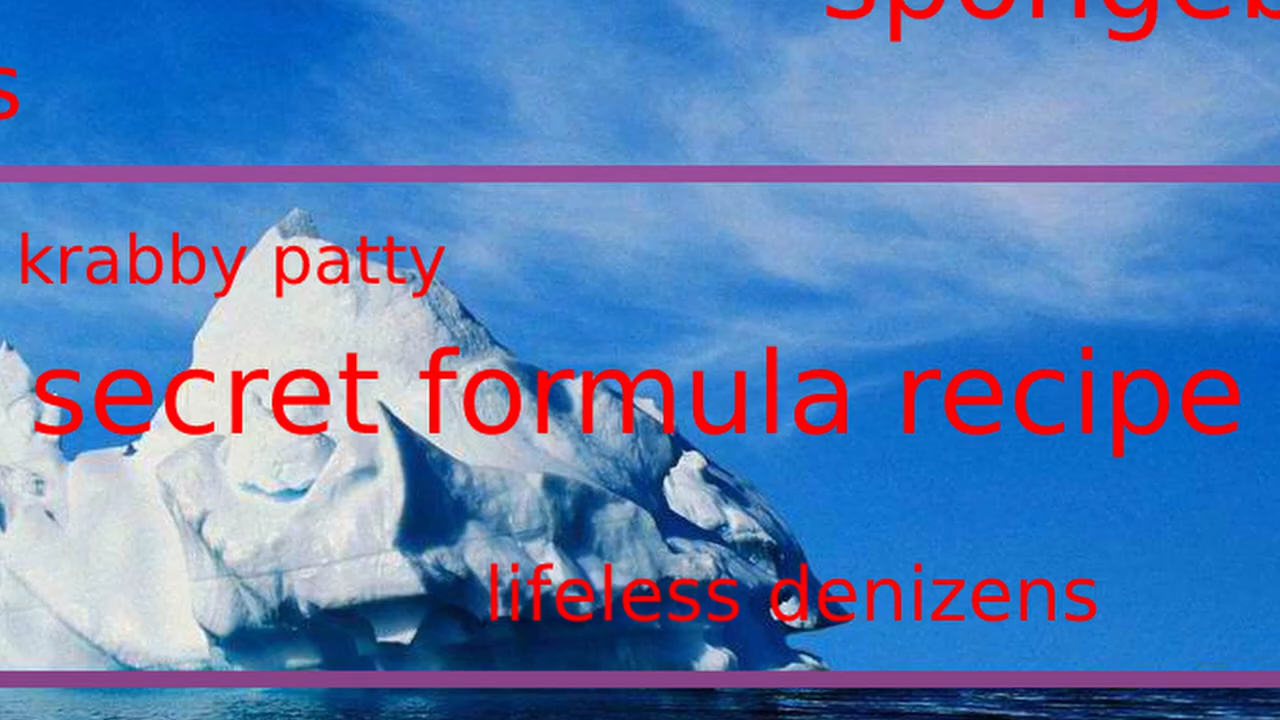 krabby patty
secret formula recipe
lifeless denizens